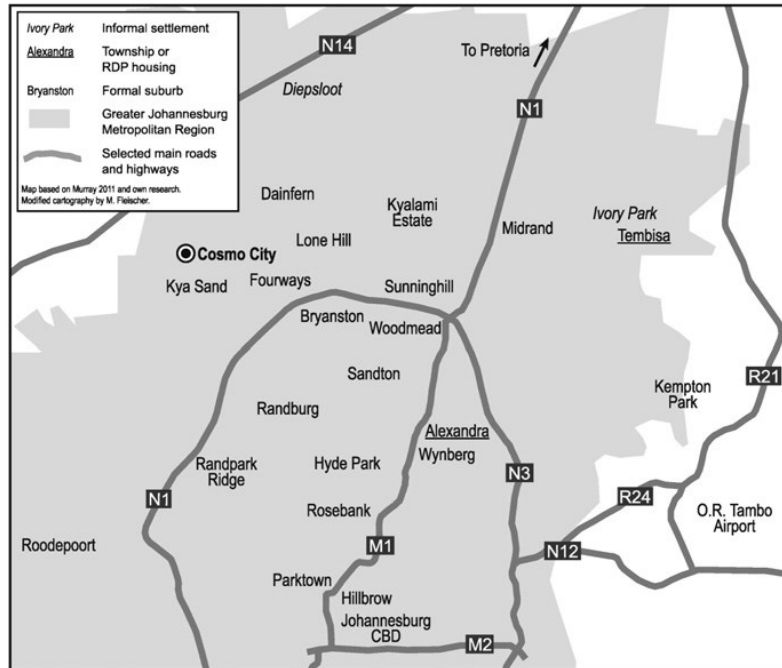 Ivory Park Informal settlement
Alexandra Township or
RDP housing
Bryanston Formal suburb
Greater Johannesburg
Metropolitan Region
Selected main roads
and highways
Map based on Murray 2011 and own research.
Modified cartography by M. Fleischer.
N14
To Pretoria
Diepsloot
N1
Dainfern
Kyalami
Estate
Ivory Park
Midrand
Tembisa
Lone Hill
Cosmo City
Kya Sand
Fourways
Sunninghill
Bryanston
Woodmead
Sandton
R21
Kempton
Park
Randburg
Alexandra
Wynberg
Randpark
Ridge
Hyde Park
N3
N1
R24
Rosebank
O.R. Tambo
Airport
Roodepoort
M1
N12
Parktown
Hillbrow
Johannesburg
CBD
M2